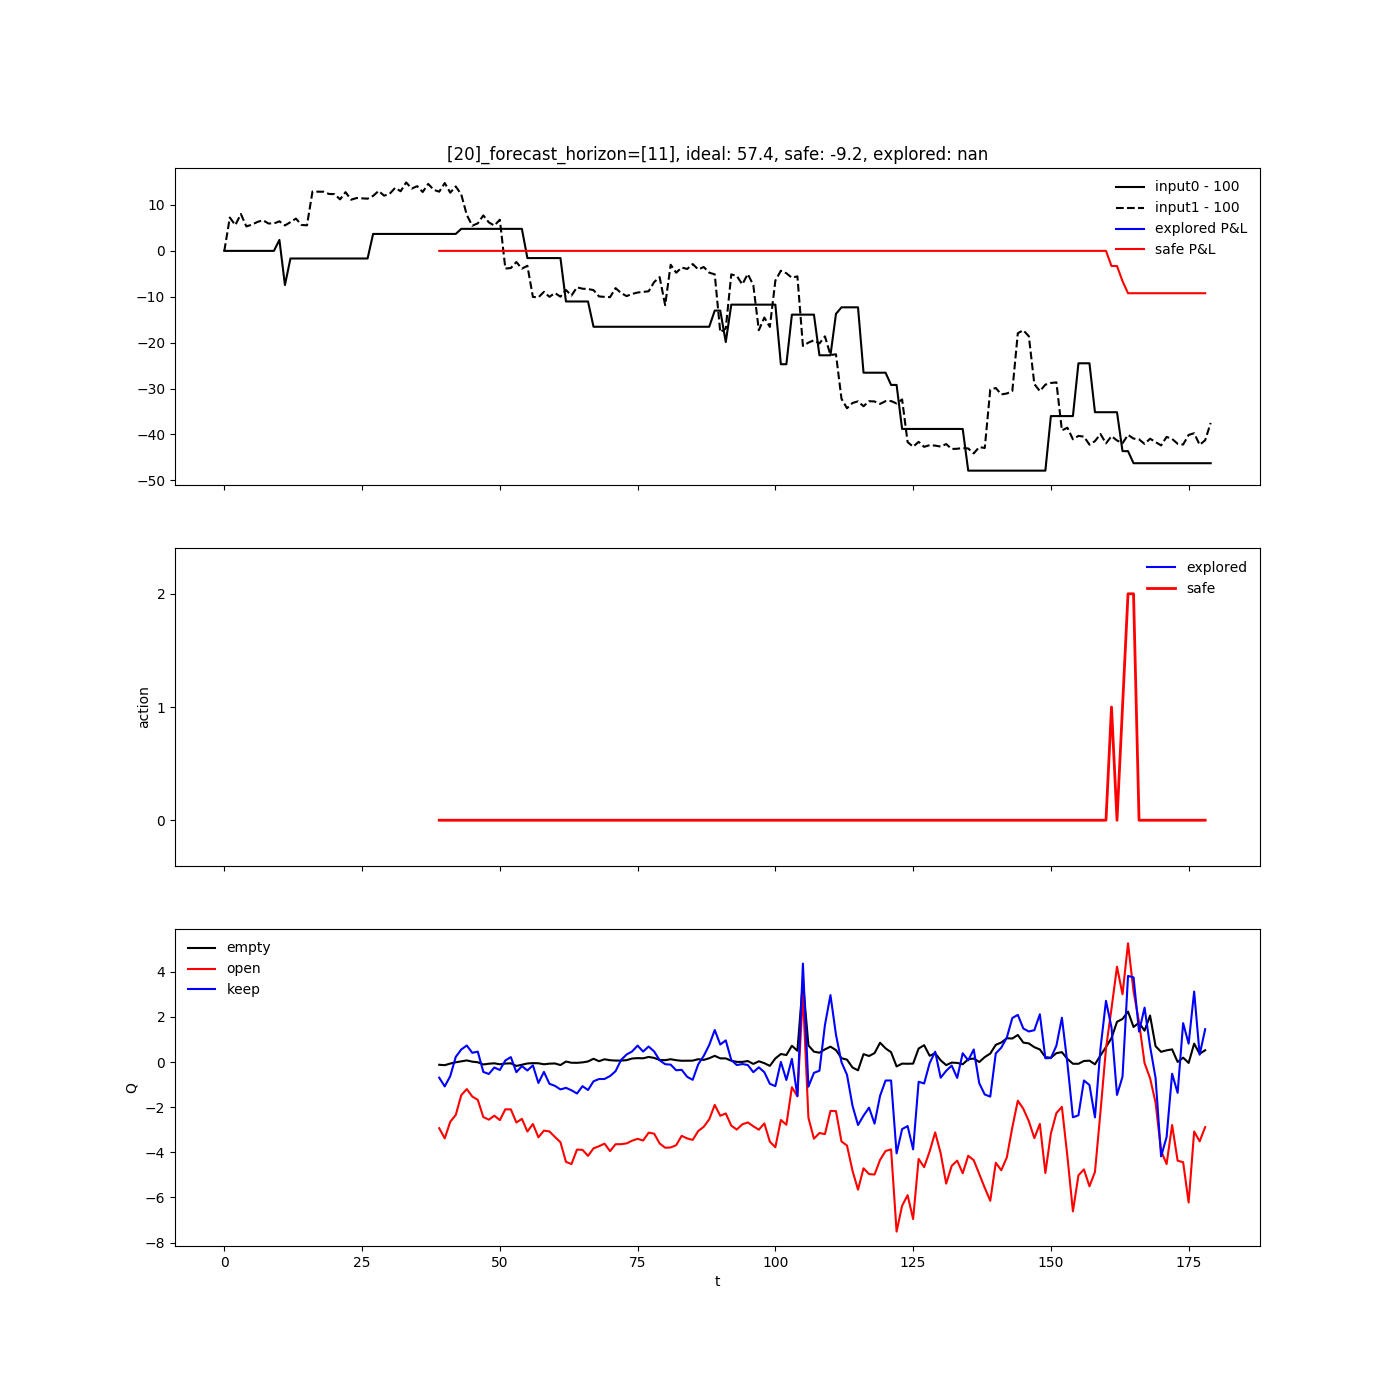 [20]_forecast_horizon=[11], ideal: 57.4, safe: -9.2, explored: nan
input0 - 100
input1 - 100
explored P&L
safe P&L
10
0
−10
−20
−30
−40
−50
explored
safe
2
1
0
action
empty
open
keep
4
2
0
−2
−4
−6
−8
Q
0 25 50 75 100 125 150 175
t